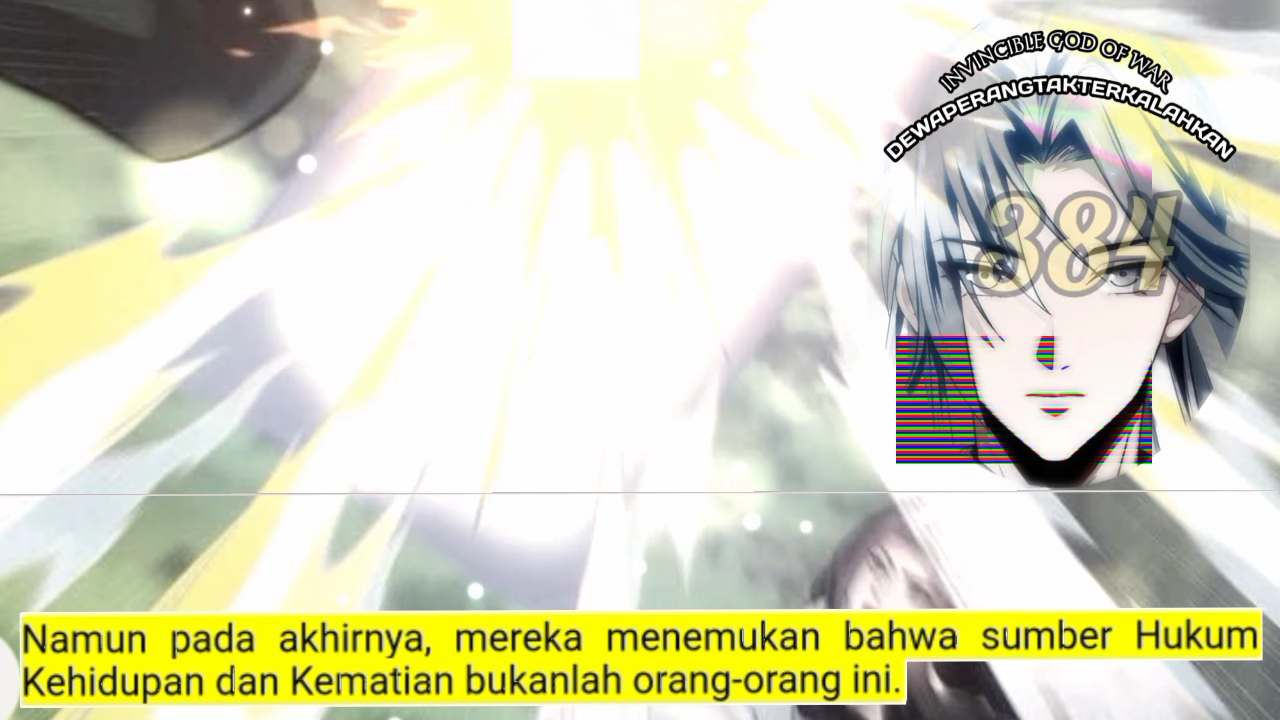 INVINCIBLE GOD OF WAR
DEWAPERANGTAKTERKALAHKAN
384
Namun pada akhirnya, mereka menemukan bahwa sumber Hukum
Kehidupan dan Kematian bukanlah orang-orang ini.